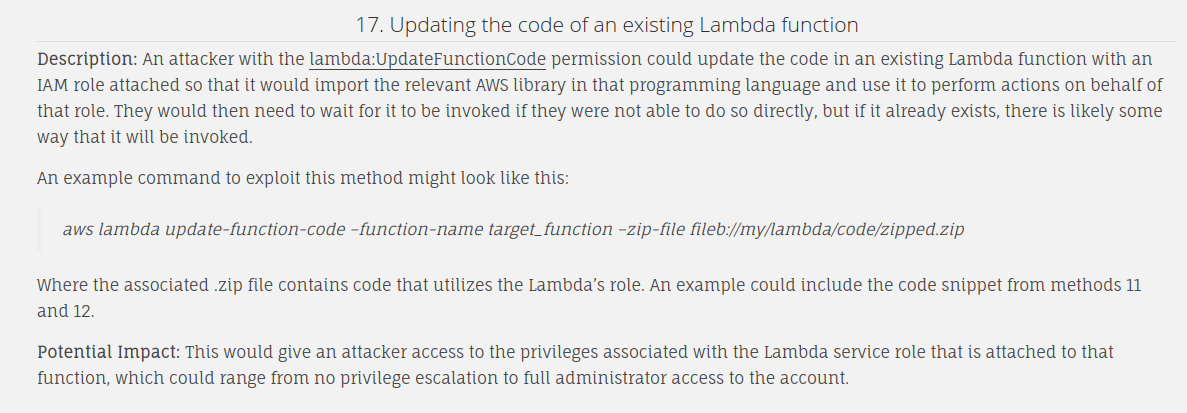 17. Updating the code of an existing Lambda function
Description: An attacker with the lambda:UpdateFunctionCode permission could update the code in an existing Lambda function with an
IAM role attached so that it would import the relevant AWS library in that programming language and use it to perform actions on behalf of
that role. They would then need to wait for it to be invoked if they were not able to do so directly, but if it already exists, there is likely some
way that it will be invoked.
An example command to exploit this method might look like this:
aws lambda update-function-code –function-name target_function –zip-file fileb://my/lambda/code/zipped.zip
Where the associated .zip file contains code that utilizes the Lambda’s role. An example could include the code snippet from methods 11
and 12.
Potential Impact: This would give an attacker access to the privileges associated with the Lambda service role that is attached to that
function, which could range from no privilege escalation to full administrator access to the account.